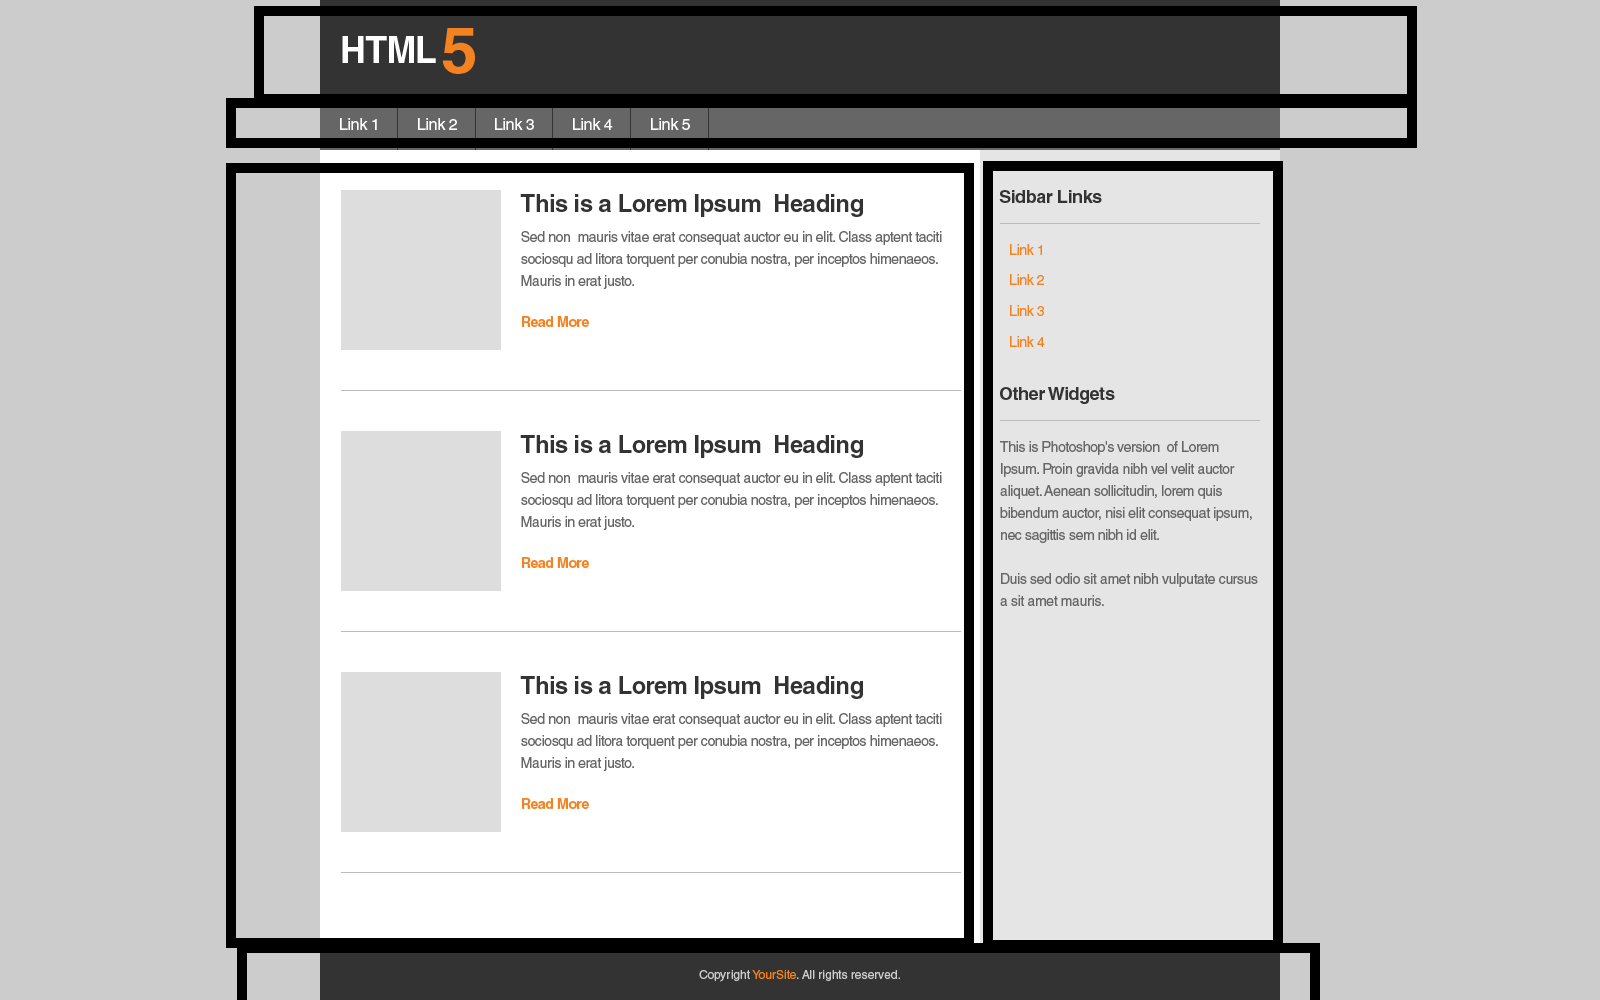 HTML 5
Link 1 Link 2 Link 3 Link 4 Link 5
This is a Lorem Ipsum Heading
Sed non mauris vitae erat consequat auctor eu in elit. Class aptent taciti
sociosqu ad litora torquent per conubia nostra, per inceptos himenaeos.
Mauris in erat justo.
Read More
This is a Lorem Ipsum Heading
Sed non mauris vitae erat consequat auctor eu in elit. Class aptent taciti
sociosqu ad litora torquent per conubia nostra, per inceptos himenaeos.
Mauris in erat justo.
Read More
This is a Lorem Ipsum Heading
Sed non mauris vitae erat consequat auctor eu in elit. Class aptent taciti
sociosqu ad litora torquent per conubia nostra, per inceptos himenaeos.
Mauris in erat justo.
Read More
Sidbar Links
Link 1
Link 2
Link 3
Link 4
Other Widgets
This is Photoshop's version of Lorem
Ipsum. Proin gravida nibh vel velit auctor
aliquet. Aenean sollicitudin, lorem quis
bibendum auctor, nisi elit consequat ipsum,
nec sagittis sem nibh id elit.
Duis sed odio sit amet nibh vulputate cursus
a sit amet mauris.
Copyright YourSite. All rights reserved.